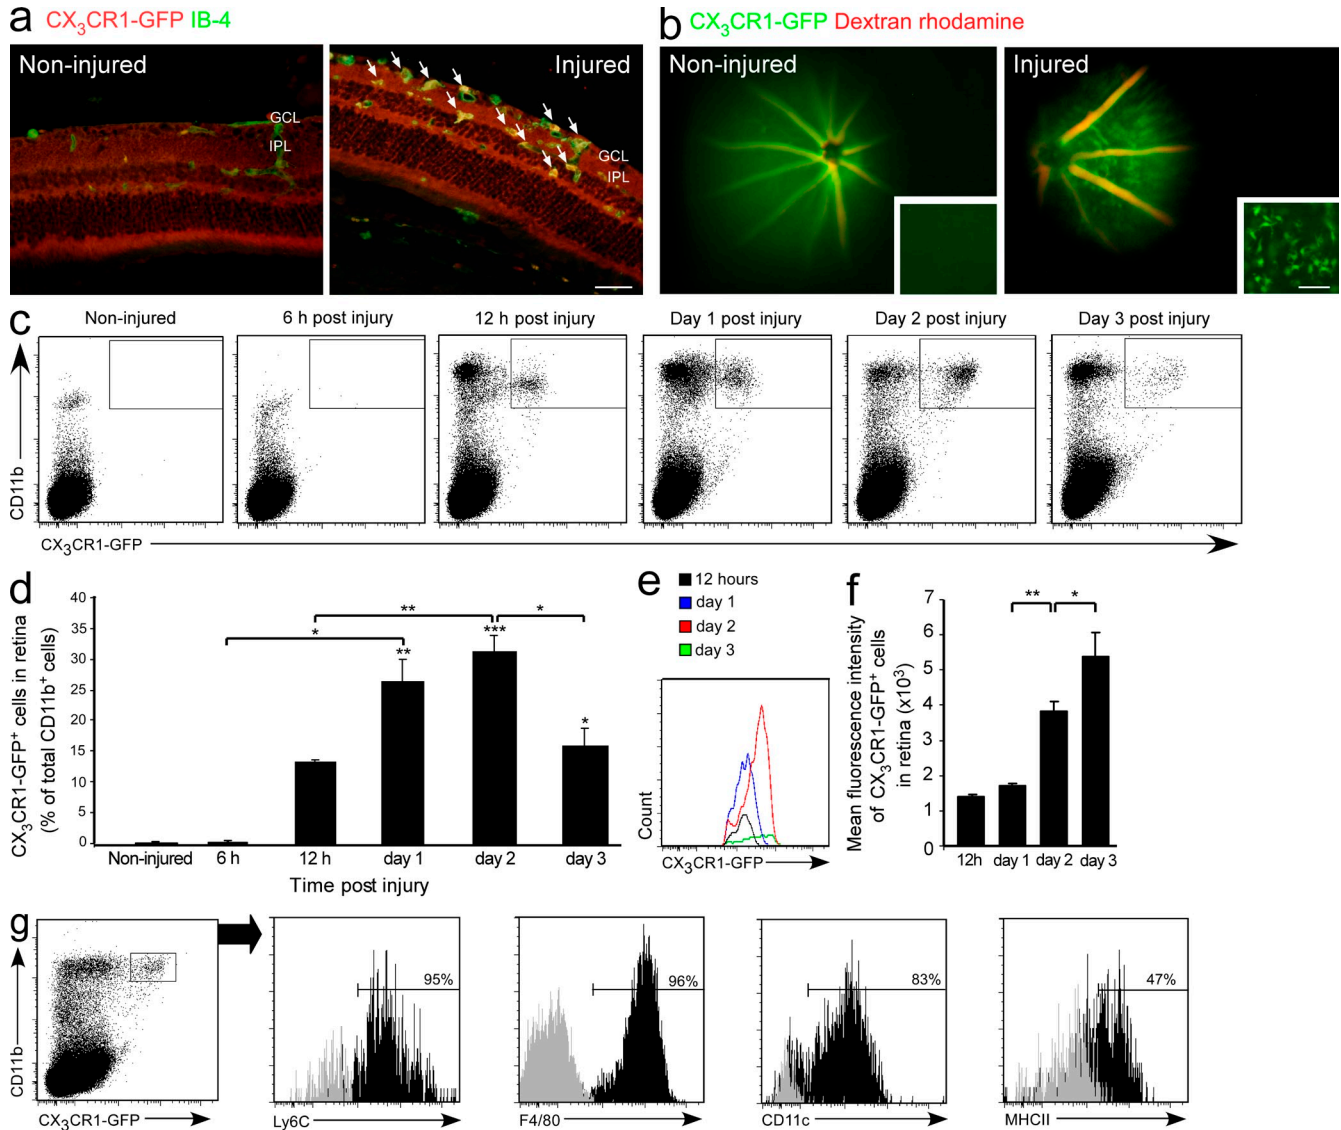 a CX3CR1-GFP IB-4
Non-injured
GCL
IPL
Injured
GCL
IPL
b CX3CR1-GFP Dextran rhodamine
Non-injured
Injured
c
Non-injured
6 h post injury
12 h post injury
Day 1 post injury
Day 2 post injury
Day 3 post injury
CD11b
CX3CR1-GFP
d
CX3CR1-GFP+ cells in retina
(% of total CD11b+ cells)
40
35
30
25
20
15
10
5
0
*
**
**
***
*
*
Non-injured 6 h 12 h day 1 day 2 day 3
Time post injury
e
12 hours
day 1
day 2
day 3
Count
CX3CR1-GFP
f
Mean fluorescence intensity
of CX3CR1-GFP+ cells
in retina (x10³)
7
6
5
4
3
2
1
0
**
*
12h day 1 day 2 day 3
g
CD11b
CX3CR1-GFP
95%
Ly6C
96%
F4/80
83%
CD11c
47%
MHCII